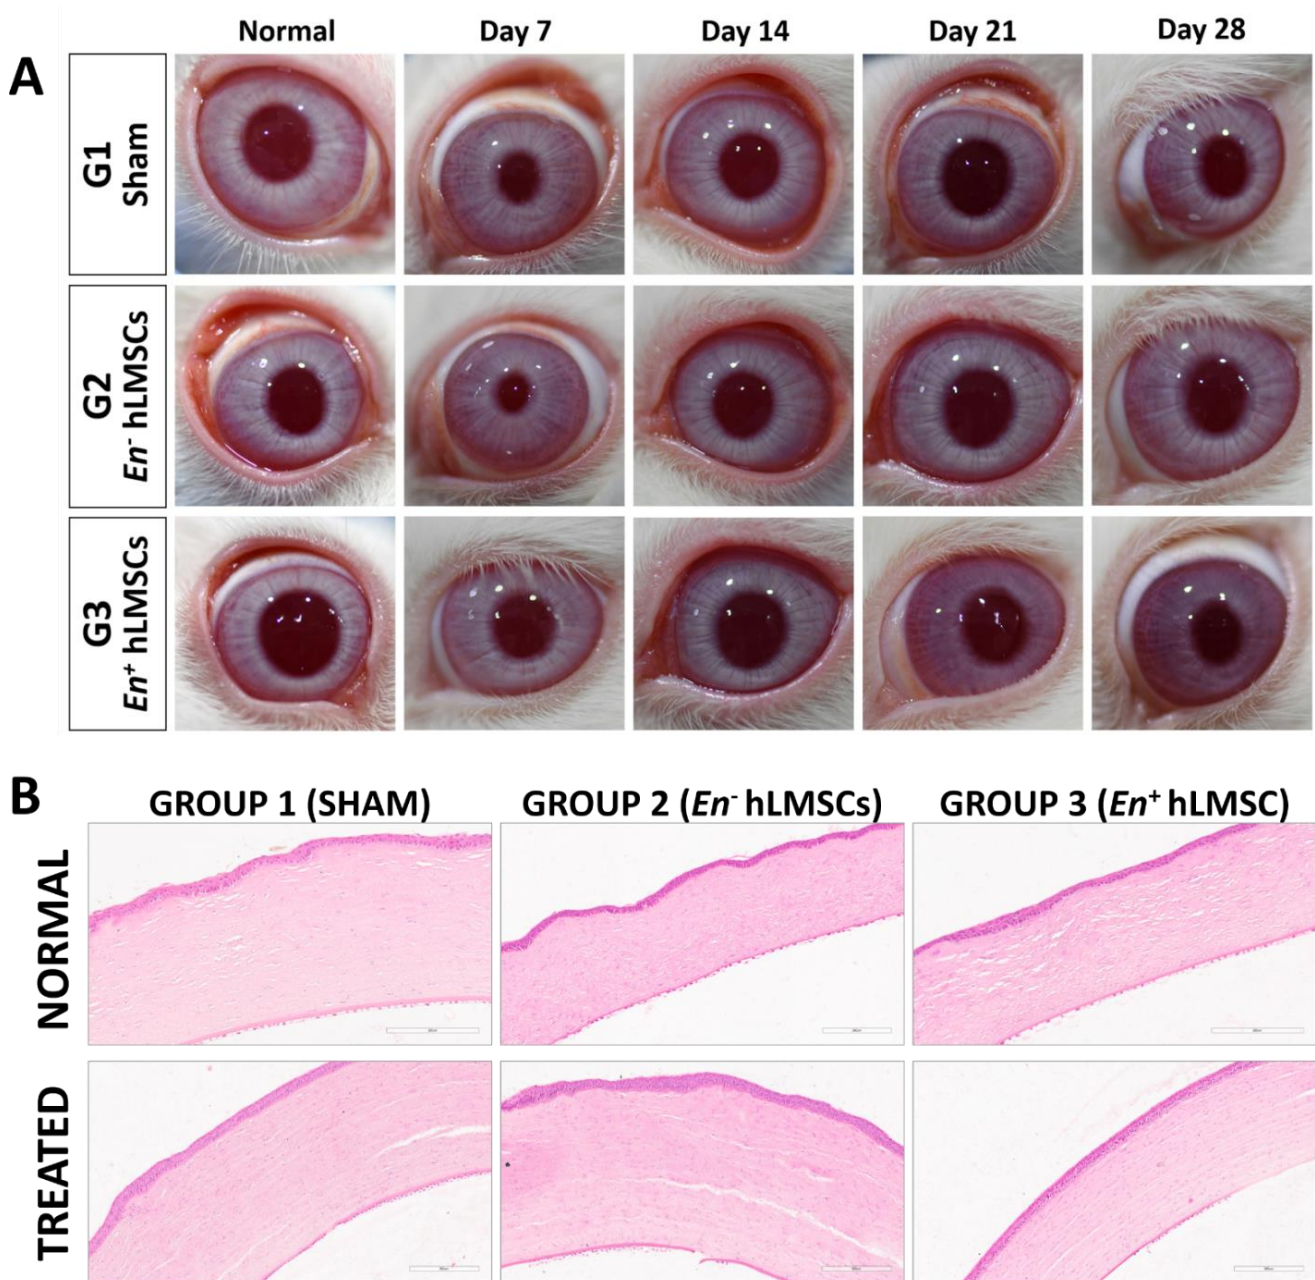 Normal Day 7 Day 14 Day 21 Day 28
A
G1
Sham
G2
En- hLMSCs
G3
En+ hLMSCs
B
GROUP 1 (SHAM) GROUP 2 (En- hLMSCs) GROUP 3 (En+ hLMSC)
NORMAL
TREATED